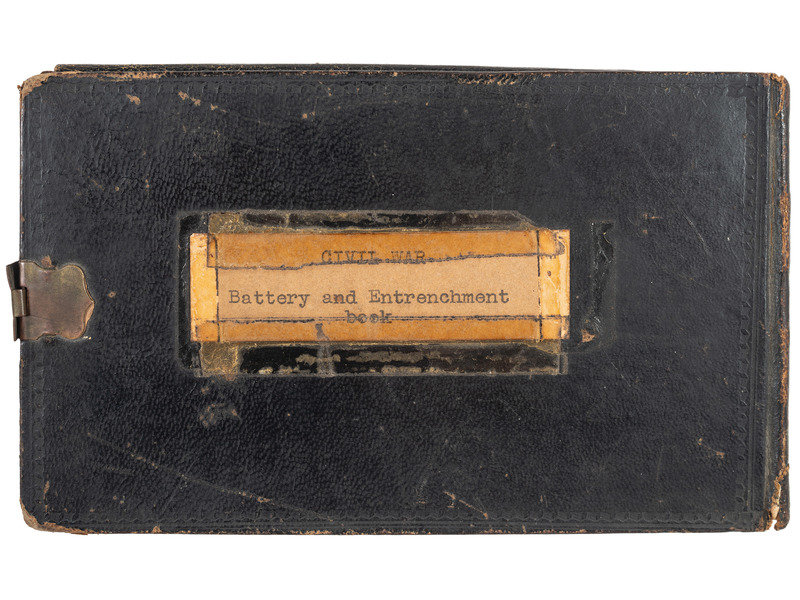 CIVIL WAR
Battery and Entrenchment
book